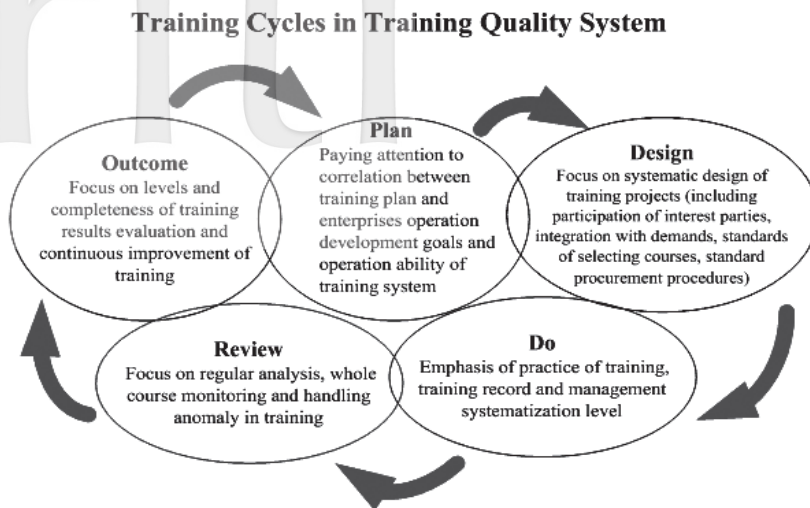 Training Cycles in Training Quality System
Outcome
Focus on levels and
completeness of training
results evaluation and
continuous improvement of
training
Plan
Paying attention to
correlation between
training plan and
enterprises operation
development goals and
operation ability of
training system
Design
Focus on systematic design of
training projects (including
participation of interest parties,
integration with demands, standards
of selecting courses, standard
procurement procedures)
Do
Emphasis of practice of training,
training record and management
systematization level
Review
Focus on regular analysis, whole
course monitoring and handling
anomaly in training